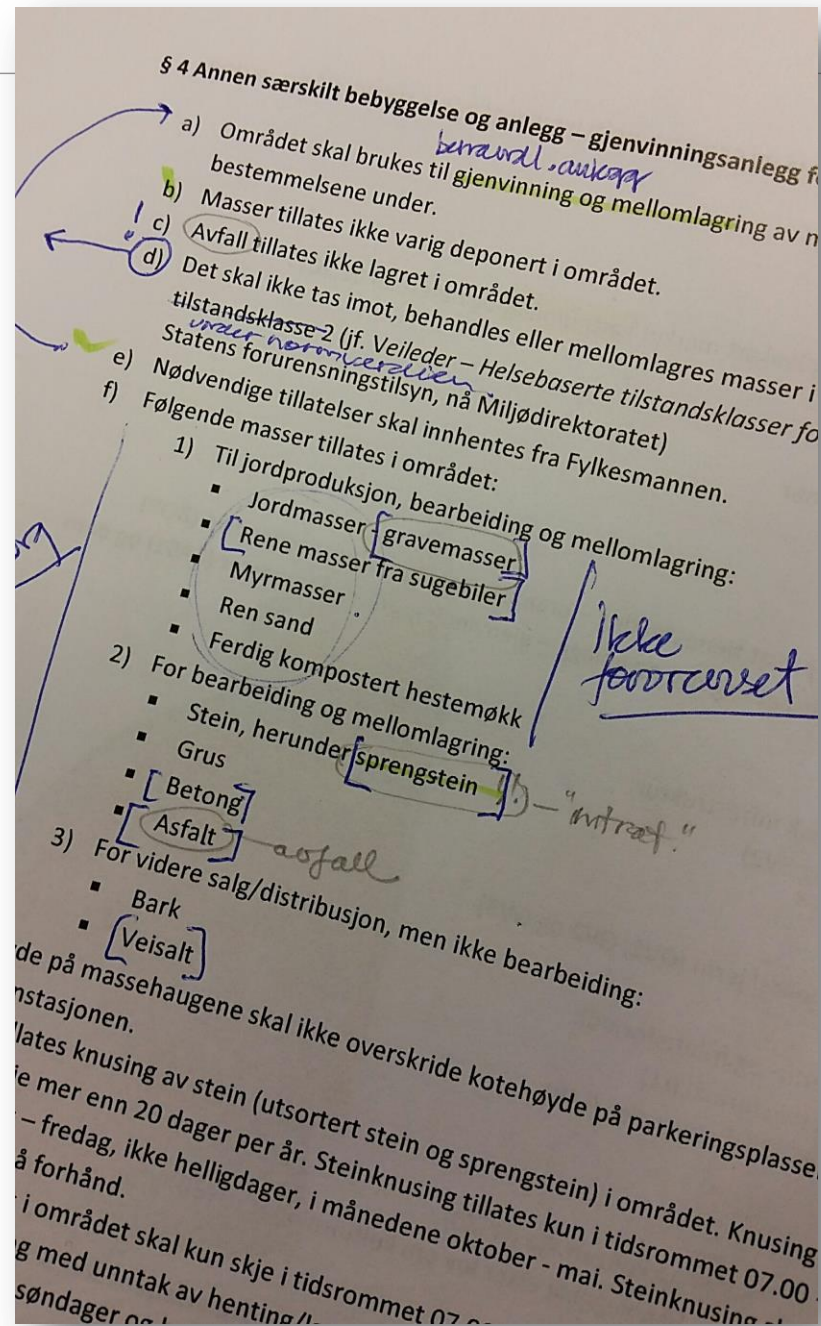 § 4 Annen særskilt bebyggelse og anlegg – gjenvinningsanlegg f
a) Området skal brukes til gjenvinning og mellomlagring av
bestemmelsene under.
b) Masser tillates ikke varig deponert i området.
c) Avfall tillates ikke lagret i området.
d) Det skal ikke tas imot, behandles eller mellomlagres masser i
tilstandsklasse 2 (jf. Veileder – Helsebaserte tilstandsklasser fo
under normverdien
Statens forurensningstilsyn, nå Miljødirektoratet)
e) Nødvendige tillatelser skal innhentes fra Fylkesmannen.
f) Følgende masser tillates i området:
1) Til jordproduksjon, bearbeiding og mellomlagring:
▪ Jordmasser - [gravemasser]
▪ [Rene masser fra sugebiler]
▪ Myrmasser
▪ Ren sand
▪ Ferdig kompostert hestemøkk
ikke
forurenset
2) For bearbeiding og mellomlagring:
▪ Stein, herunder [sprengstein]
▪ Grus
▪ [Betong]
▪ [Asfalt] - avfall
3) For videre salg/distribusjon, men ikke bearbeiding:
▪ Bark
▪ [Veisalt]
de på massehaugene skal ikke overskride kotehøyde på parkeringsplasse
nstasjonen.
llates knusing av stein (utsortert stein og sprengstein) i området. Knusing
je mer enn 20 dager per år. Steinknusing tillates kun i tidsrommet 07.00 -
– fredag, ikke helligdager, i månedene oktober - mai. Steinknusing
å forhånd.
i området skal kun skje i tidsrommet 07
g med unntak av henting
søndager og